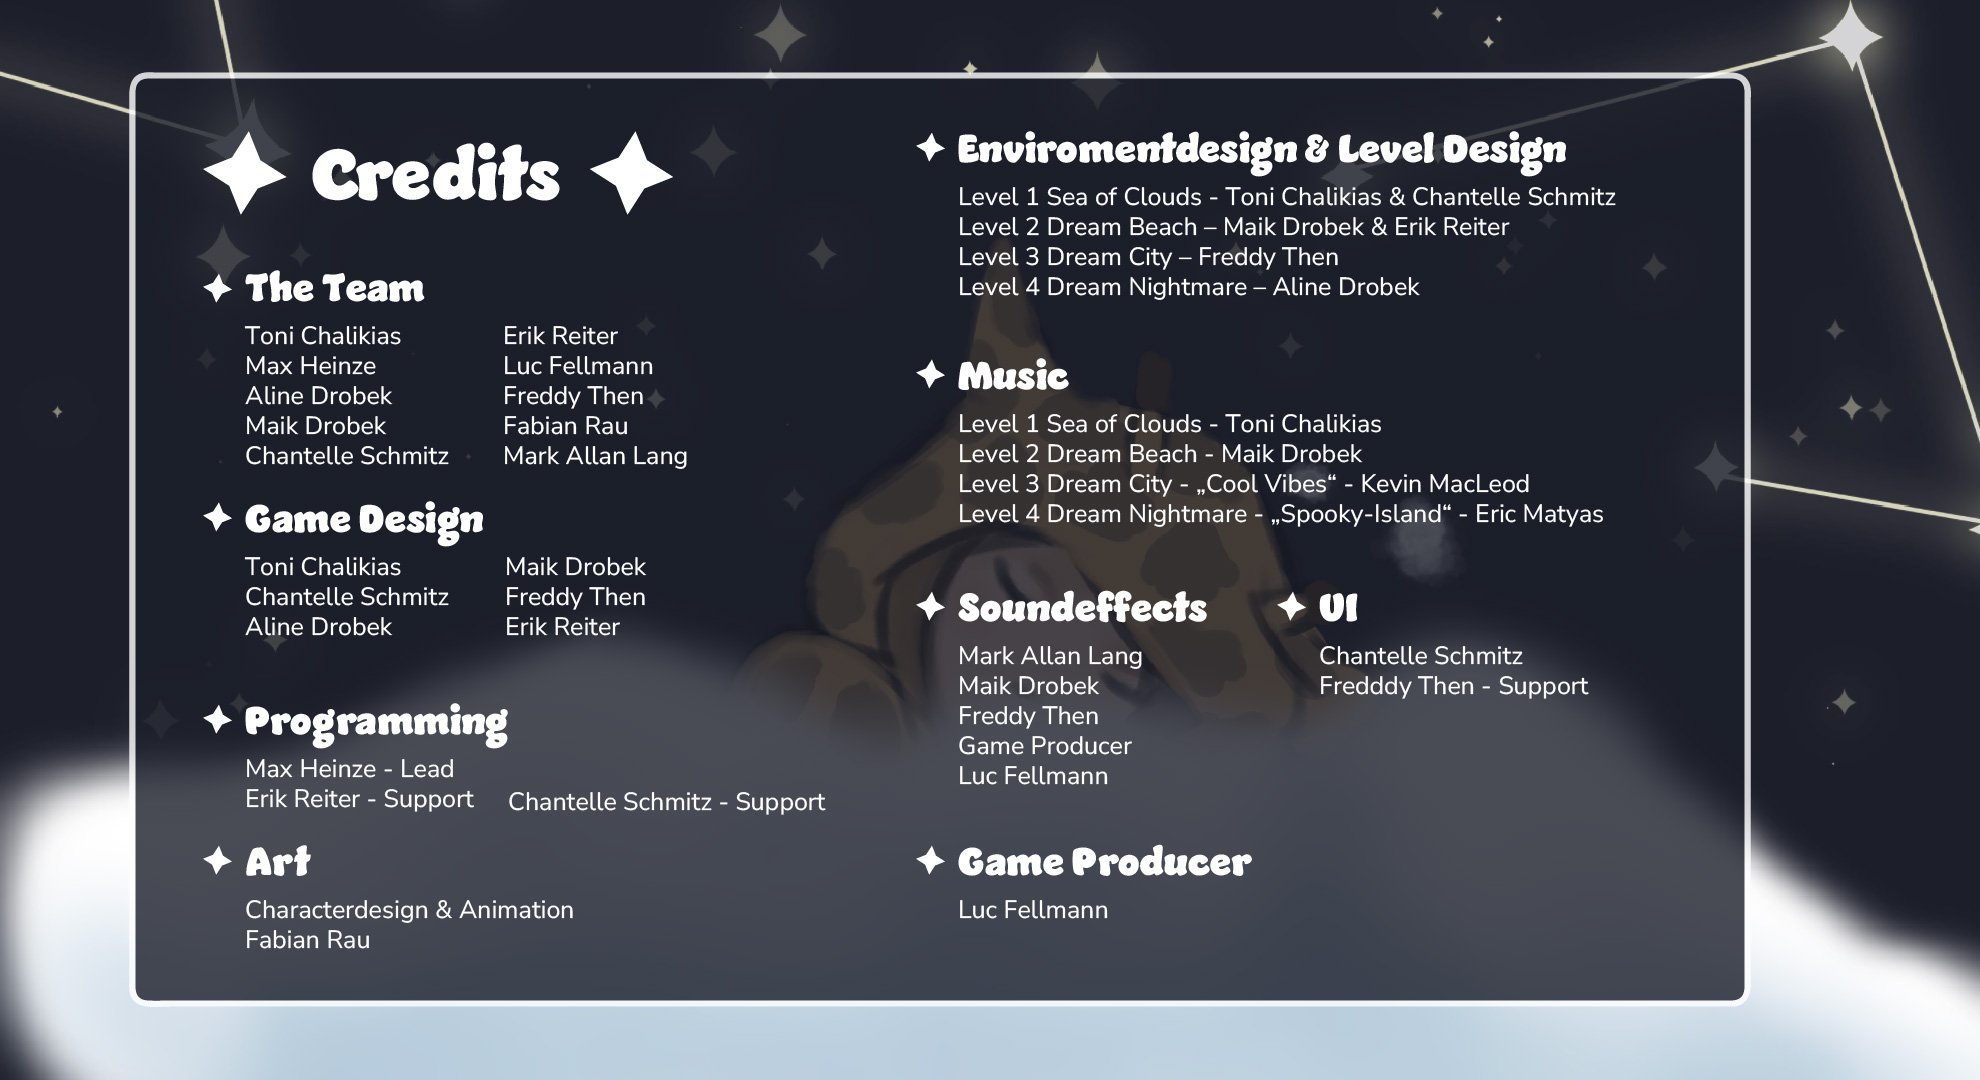 Credits
The Team
Toni Chalikias
Max Heinze
Aline Drobek
Maik Drobek
Chantelle Schmitz
Erik Reiter
Luc Fellmann
Freddy Then
Fabian Rau
Mark Allan Lang
Game Design
Toni Chalikias
Chantelle Schmitz
Aline Drobek
Maik Drobek
Freddy Then
Erik Reiter
Programming
Max Heinze - Lead
Erik Reiter - Support
Chantelle Schmitz - Support
Art
Characterdesign & Animation
Fabian Rau
Enviromentdesign & Level Design
Level 1 Sea of Clouds - Toni Chalikias & Chantelle Schmitz
Level 2 Dream Beach – Maik Drobek & Erik Reiter
Level 3 Dream City – Freddy Then
Level 4 Dream Nightmare – Aline Drobek
Music
Level 1 Sea of Clouds - Toni Chalikias
Level 2 Dream Beach - Maik Drobek
Level 3 Dream City - „Cool Vibes“ - Kevin MacLeod
Level 4 Dream Nightmare - „Spooky-Island“ - Eric Matyas
Soundeffects
Mark Allan Lang
Maik Drobek
Freddy Then
Game Producer
Luc Fellmann
UI
Chantelle Schmitz
Fredddy Then - Support
Game Producer
Luc Fellmann